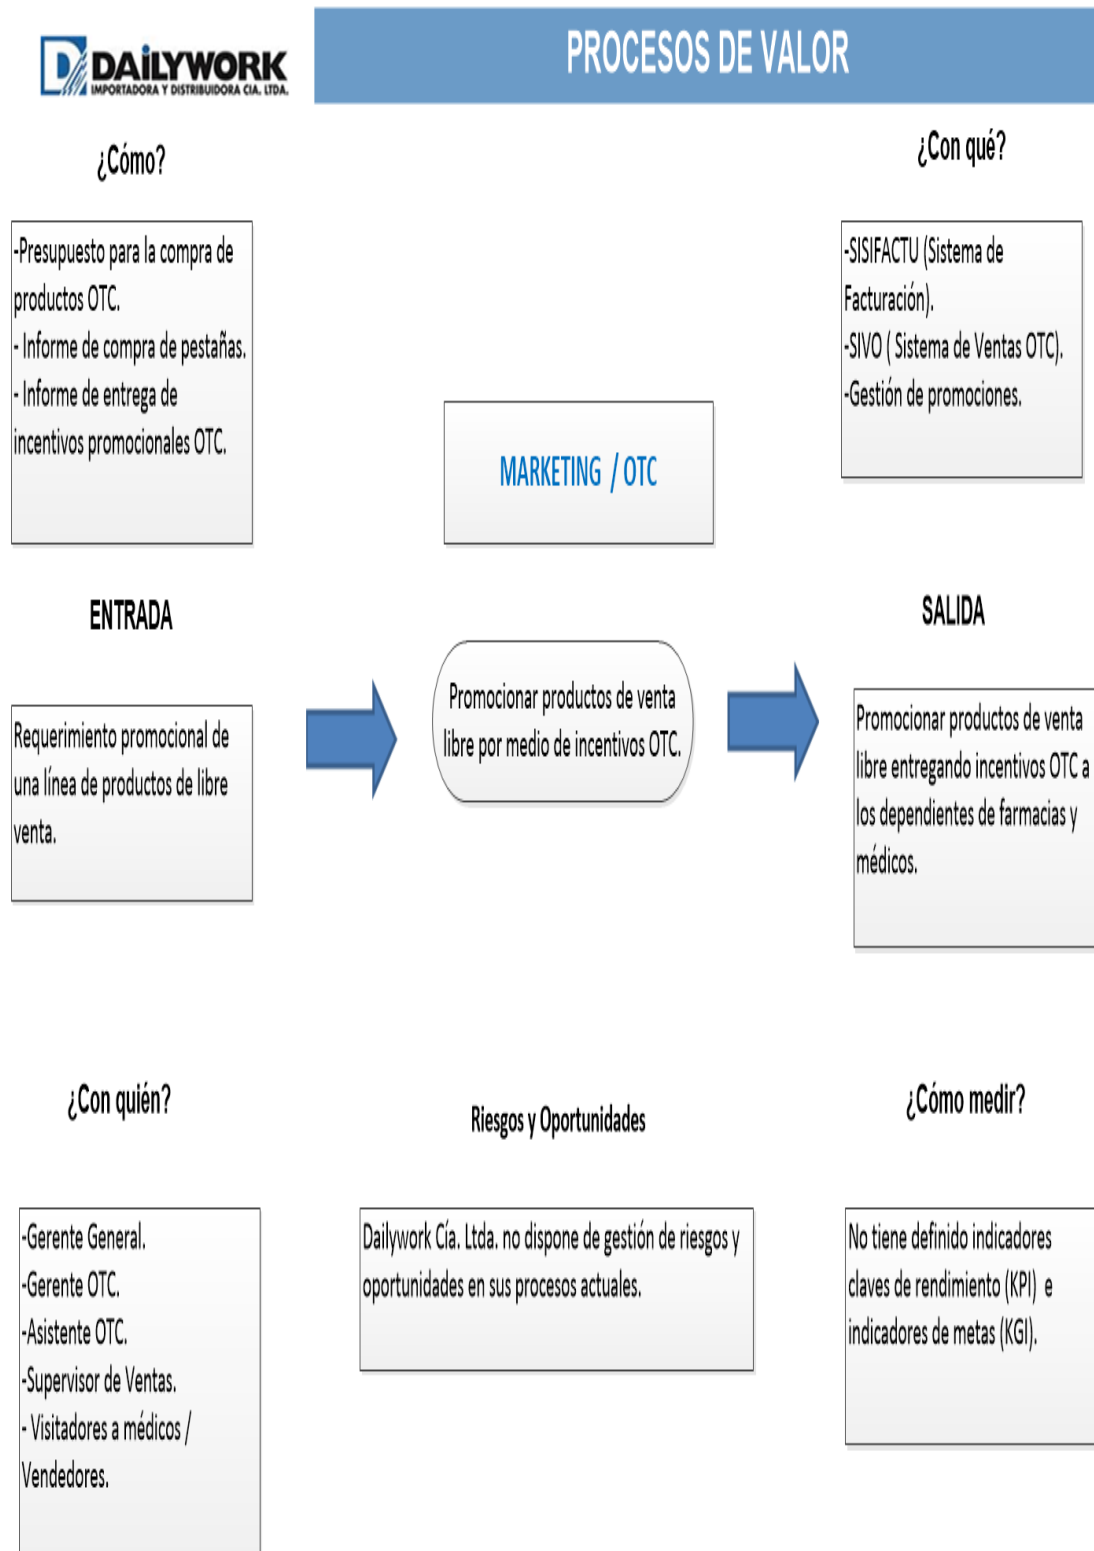 DAiLYWORK
IMPORTADORA Y DISTRIBUIDORA CIA. LTDA.
PROCESOS DE VALOR
¿Cómo?
-Presupuesto para la compra de
productos OTC.
- Informe de compra de pestañas.
- Informe de entrega de
incentivos promocionales OTC.
¿Con qué?
-SISIFACTU (Sistema de
Facturación).
-SIVO ( Sistema de Ventas OTC).
-Gestión de promociones.
MARKETING / OTC
ENTRADA
Requerimiento promocional de
una línea de productos de libre
venta.
Promocionar productos de venta
libre por medio de incentivos OTC.
SALIDA
Promocionar productos de venta
libre entregando incentivos OTC a
los dependientes de farmacias y
médicos.
¿Con quién?
-Gerente General.
-Gerente OTC.
-Asistente OTC.
-Supervisor de Ventas.
- Visitadores a médicos /
Vendedores.
Riesgos y Oportunidades
Dailywork Cía. Ltda. no dispone de gestión de riesgos y
oportunidades en sus procesos actuales.
¿Cómo medir?
No tiene definido indicadores
claves de rendimiento (KPI) e
indicadores de metas (KGI).